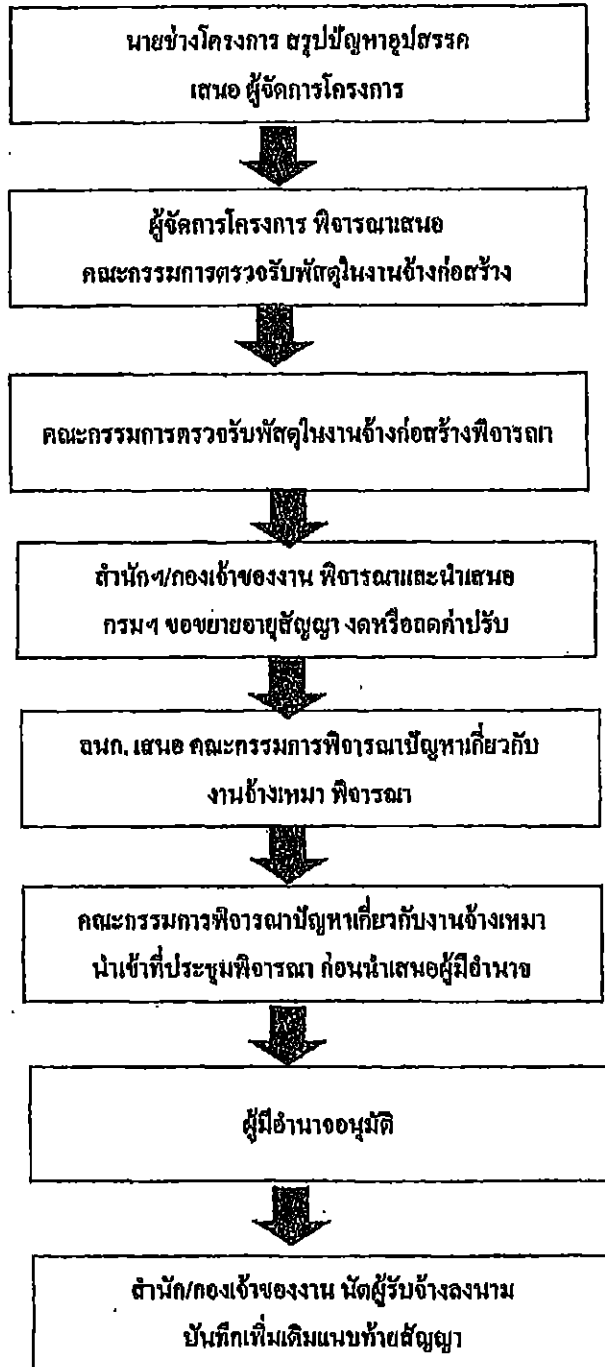 นายช่างโครงการ สรุปปัญหาอุปสรรค
เสนอ ผู้จัดการโครงการ
ผู้จัดการโครงการ พิจารณาเสนอ
คณะกรรมการตรวจรับพัสดุในงานจ้างก่อสร้าง
คณะกรรมการตรวจรับพัสดุในงานจ้างก่อสร้างพิจารณา
สำนักฯ/กองเจ้าของงาน พิจารณาและนำเสนอ
กรมฯ ขอขยายอายุสัญญา งดหรือลดค่าปรับ
ฉนก. เสนอ คณะกรรมการพิจารณาปัญหาเกี่ยวกับ
งานจ้างเหมา พิจารณา
คณะกรรมการพิจารณาปัญหาเกี่ยวกับงานจ้างเหมา
นำเข้าที่ประชุมพิจารณา ก่อนนำเสนอผู้มีอำนาจ
ผู้มีอำนาจอนุมัติ
สำนัก/กองเจ้าของงาน นัดผู้รับจ้างลงนาม
บันทึกเพิ่มเติมแนบท้ายสัญญา